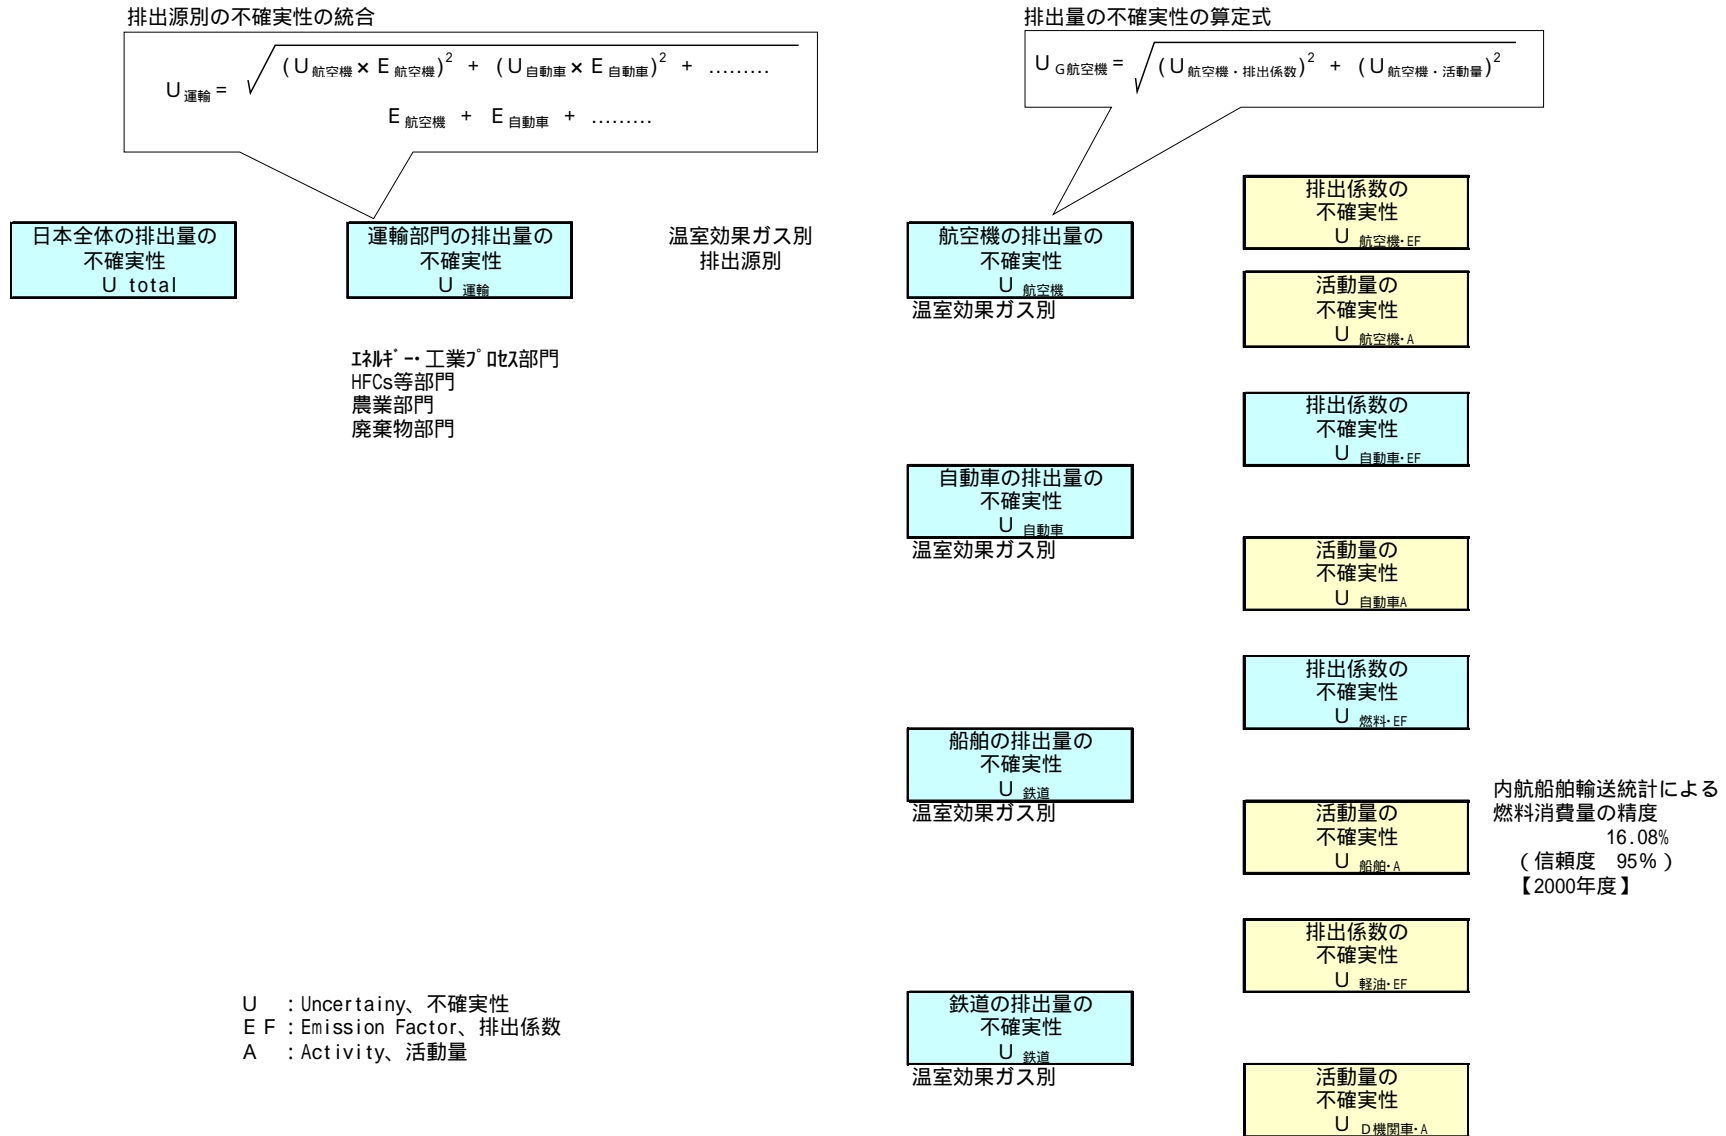 排出源別の不確実性の統合
U運輸= √(U航空機×E航空機)2 + (U自動車×E自動車)2 + ………
E航空機 + E自動車 + ………
排出量の不確実性の算定式
UG航空機= √(U航空機・排出係数)2 + (U航空機・活動量)2
日本全体の排出量の
不確実性
U total
運輸部門の排出量の
不確実性
U 運輸
温室効果ガス別
排出源別
ｴﾈﾙｷﾞｰ・工業ﾌﾟﾛｾｽ部門
HFCs等部門
農業部門
廃棄物部門
航空機の排出量の
不確実性
U 航空機
温室効果ガス別
排出係数の
不確実性
U 航空機・EF
活動量の
不確実性
U 航空機・A
自動車の排出量の
不確実性
U 自動車
温室効果ガス別
排出係数の
不確実性
U 自動車・EF
活動量の
不確実性
U 自動車A
船舶の排出量の
不確実性
U 鉄道
温室効果ガス別
排出係数の
不確実性
U 燃料・EF
活動量の
不確実性
U 船舶・A
内航船舶輸送統計による
燃料消費量の精度
16.08%
(信頼度 95%)
【2000年度】
鉄道の排出量の
不確実性
U 鉄道
温室効果ガス別
排出係数の
不確実性
U 軽油・EF
活動量の
不確実性
U D機関車・A
U :Uncertainy、不確実性
EF:Emission Factor、排出係数
A :Activity、活動量